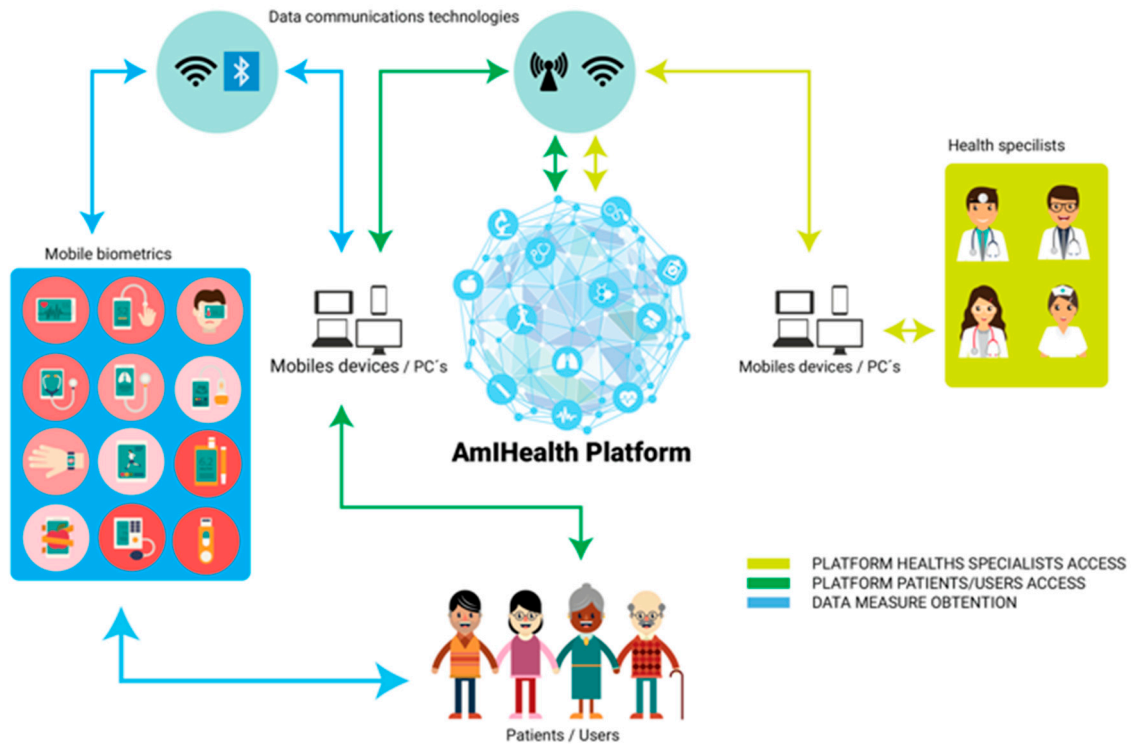 Data communications technologies
Health specilists
Mobile biometrics
Mobiles devices / PC´s
Mobiles devices / PC´s
AmIHealth Platform
PLATFORM HEALTHS SPECIALISTS ACCESS
PLATFORM PATIENTS/USERS ACCESS
DATA MEASURE OBTENTION
Patients / Users